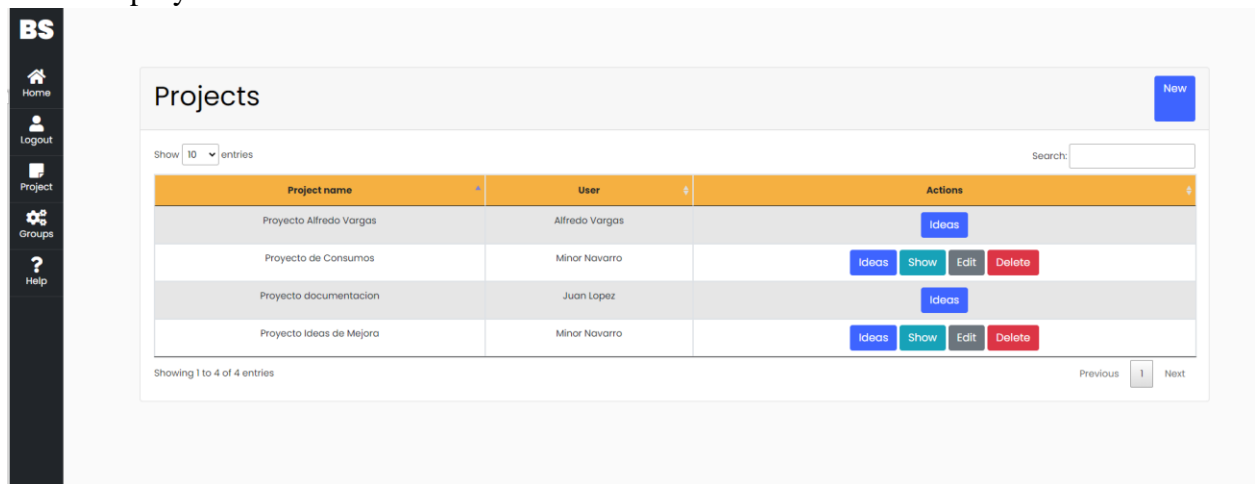 BS
Home
Logout
Project
Groups
Help
Projects
New
Show 10 entries
Search:
Project name User Actions
Proyecto Alfredo Vargas Alfredo Vargas Ideas
Proyecto de Consumos Minor Navarro Ideas Show Edit Delete
Proyecto documentacion Juan Lopez Ideas
Proyecto Ideas de Mejora Minor Navarro Ideas Show Edit Delete
Showing 1 to 4 of 4 entries
Previous 1 Next